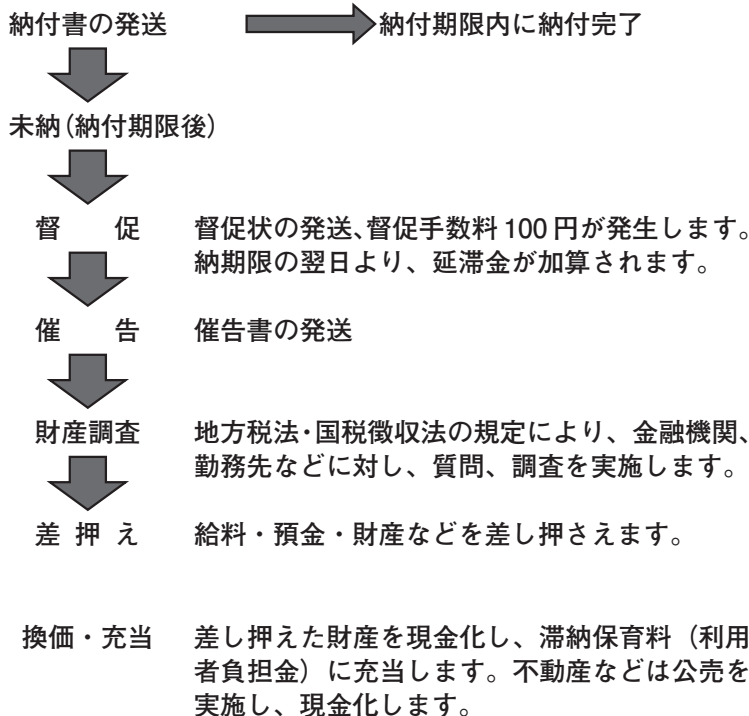 納付書の発送 納付期限内に納付完了
未納(納付期限後)
督促 督促状の発送、督促手数料 100 円が発生します。
納期限の翌日より、延滞金が加算されます。
催告 催告書の発送
財産調査 地方税法・国税徴収法の規定により、金融機関、
勤務先などに対し、質問、調査を実施します。
差押え 給料・預金・財産などを差し押さえます。
換価・充当 差し押えた財産を現金化し、滞納保育料（利用
者負担金）に充当します。不動産などは公売を
実施し、現金化します。